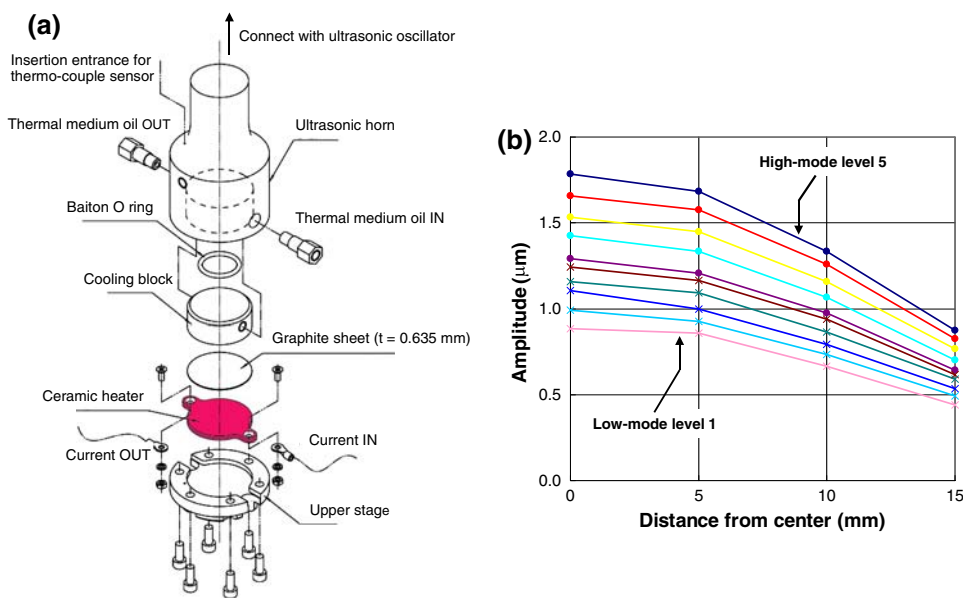 (a)
Connect with ultrasonic oscillator
Insertion entrance for
thermo-couple sensor
Thermal medium oil OUT
Ultrasonic horn
Baiton O ring
Thermal medium oil IN
Cooling block
Graphite sheet (t = 0.635 mm)
Ceramic heater
Current IN
Current OUT
Upper stage
(b)
2.0
1.5
1.0
0.5
0.0
Amplitude (μm)
High-mode level 5
Low-mode level 1
0
5
10
15
Distance from center (mm)